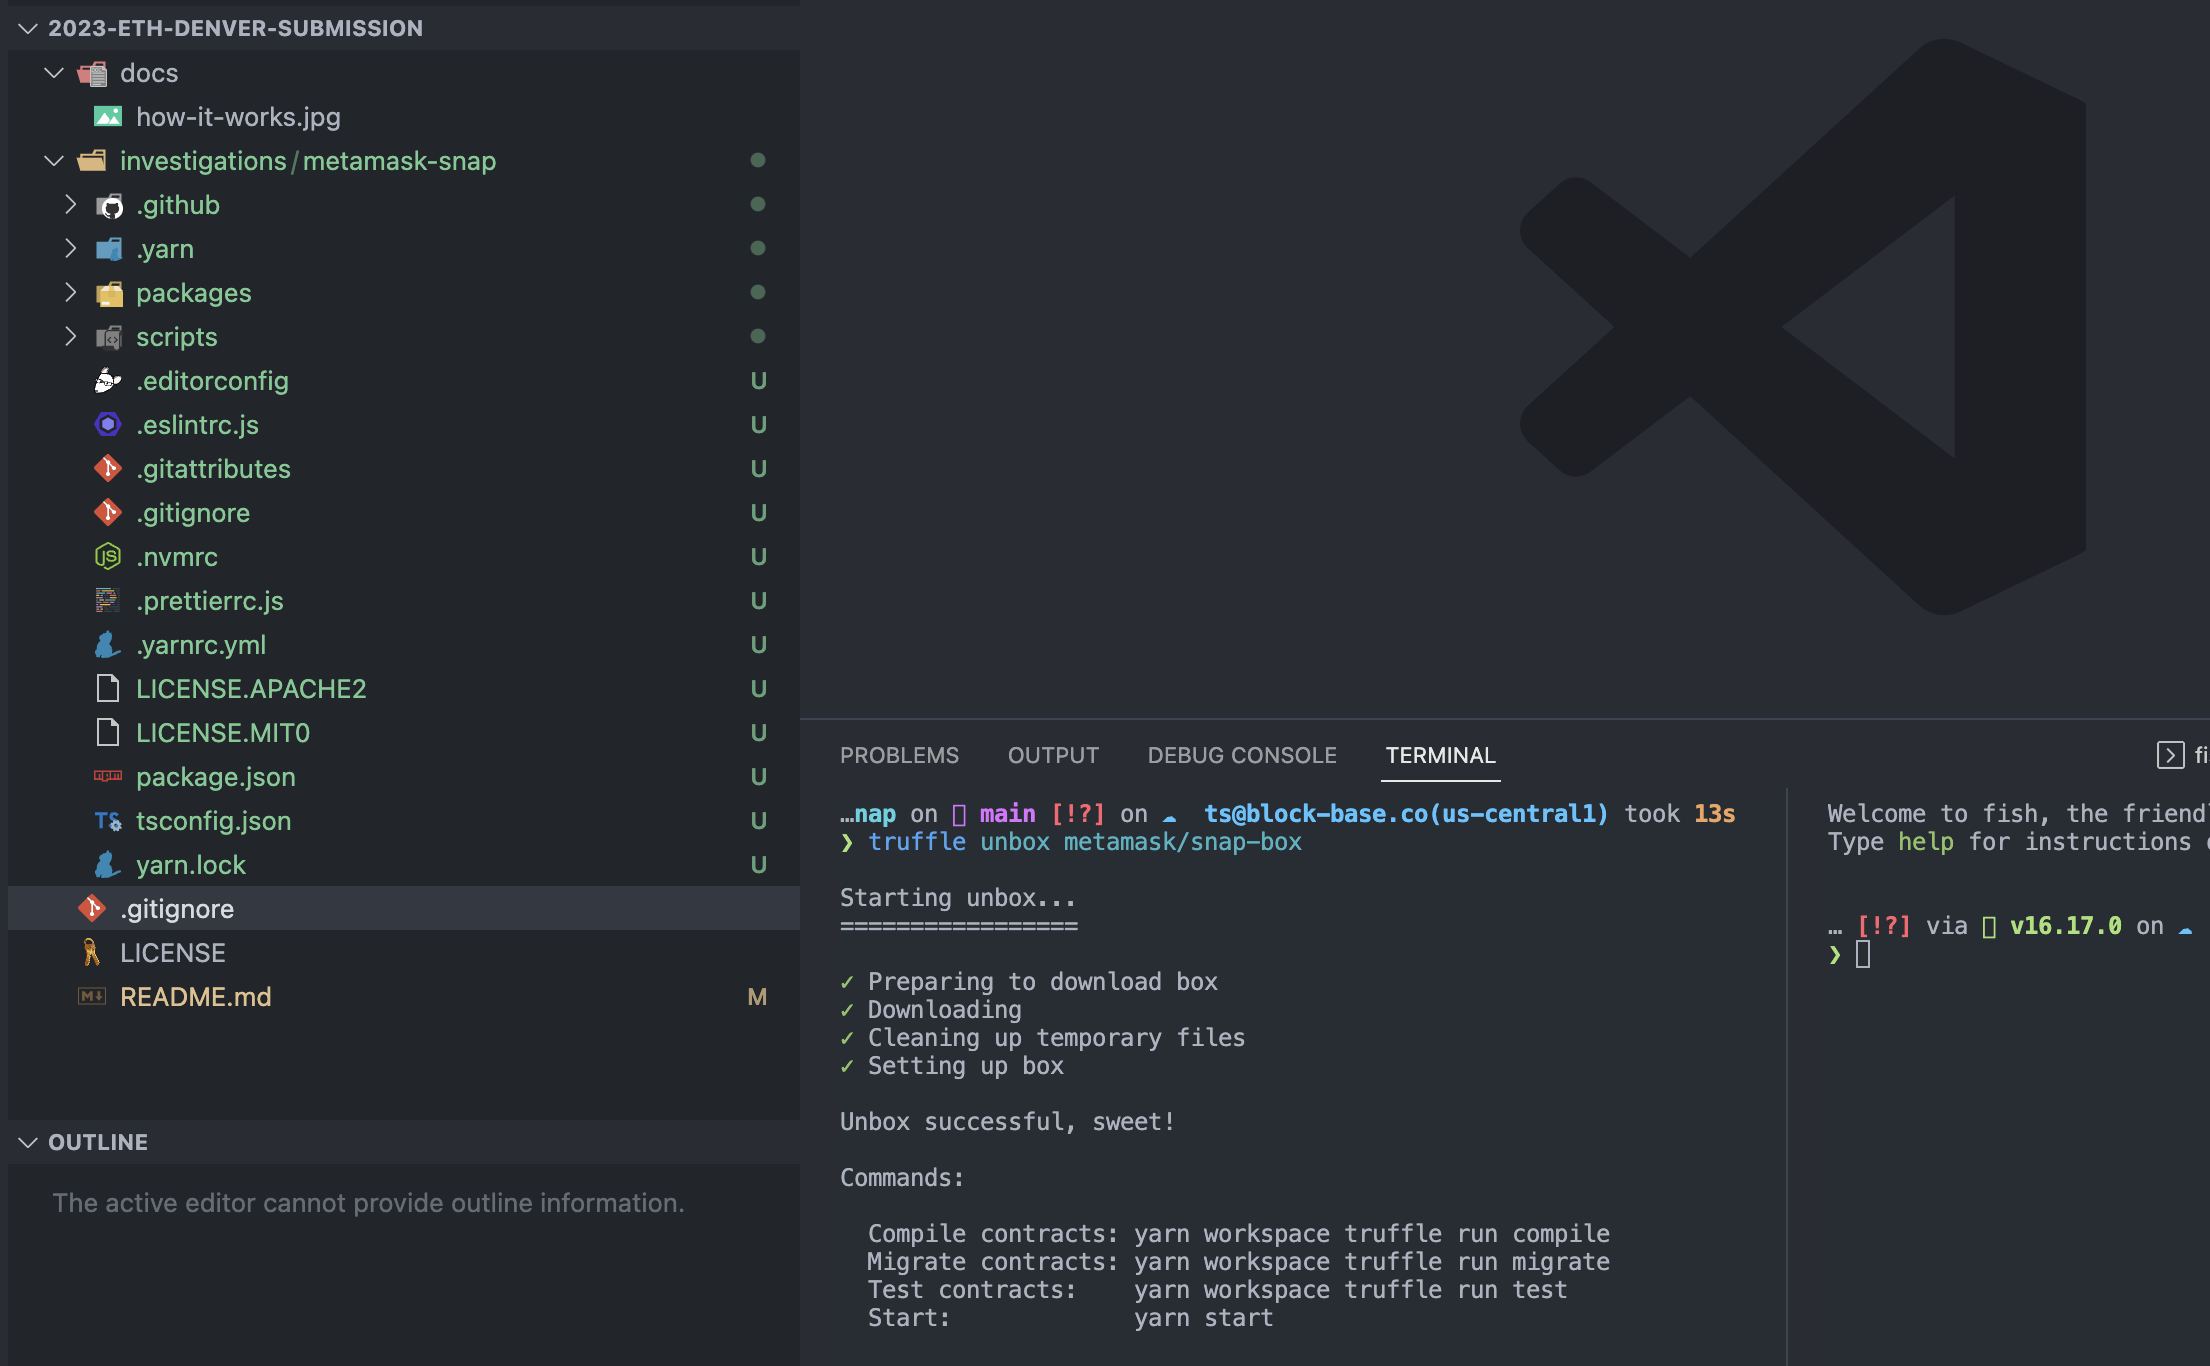 2023-ETH-DENVER-SUBMISSION
docs
how-it-works.jpg
investigations/metamask-snap
.github
.yarn
packages
scripts
.editorconfig U
.eslintrc.js U
.gitattributes U
.gitignore U
.nvmrc U
.prettierrc.js U
.yarnrc.yml U
LICENSE.APACHE2 U
LICENSE.MIT0 U
package.json U
tsconfig.json U
yarn.lock U
.gitignore
LICENSE
README.md M
OUTLINE
The active editor cannot provide outline information.
PROBLEMS OUTPUT DEBUG CONSOLE TERMINAL
…nap on main [!?] on ☁ ts@block-base.co(us-central1) took 13s
❯ truffle unbox metamask/snap-box
Starting unbox...
=================
✓ Preparing to download box
✓ Downloading
✓ Cleaning up temporary files
✓ Setting up box
Unbox successful, sweet!
Commands:
Compile contracts: yarn workspace truffle run compile
Migrate contracts: yarn workspace truffle run migrate
Test contracts: yarn workspace truffle run test
Start: yarn start
Welcome to fish, the friend
Type help for instructions
… [!?] via v16.17.0 on ☁
❯